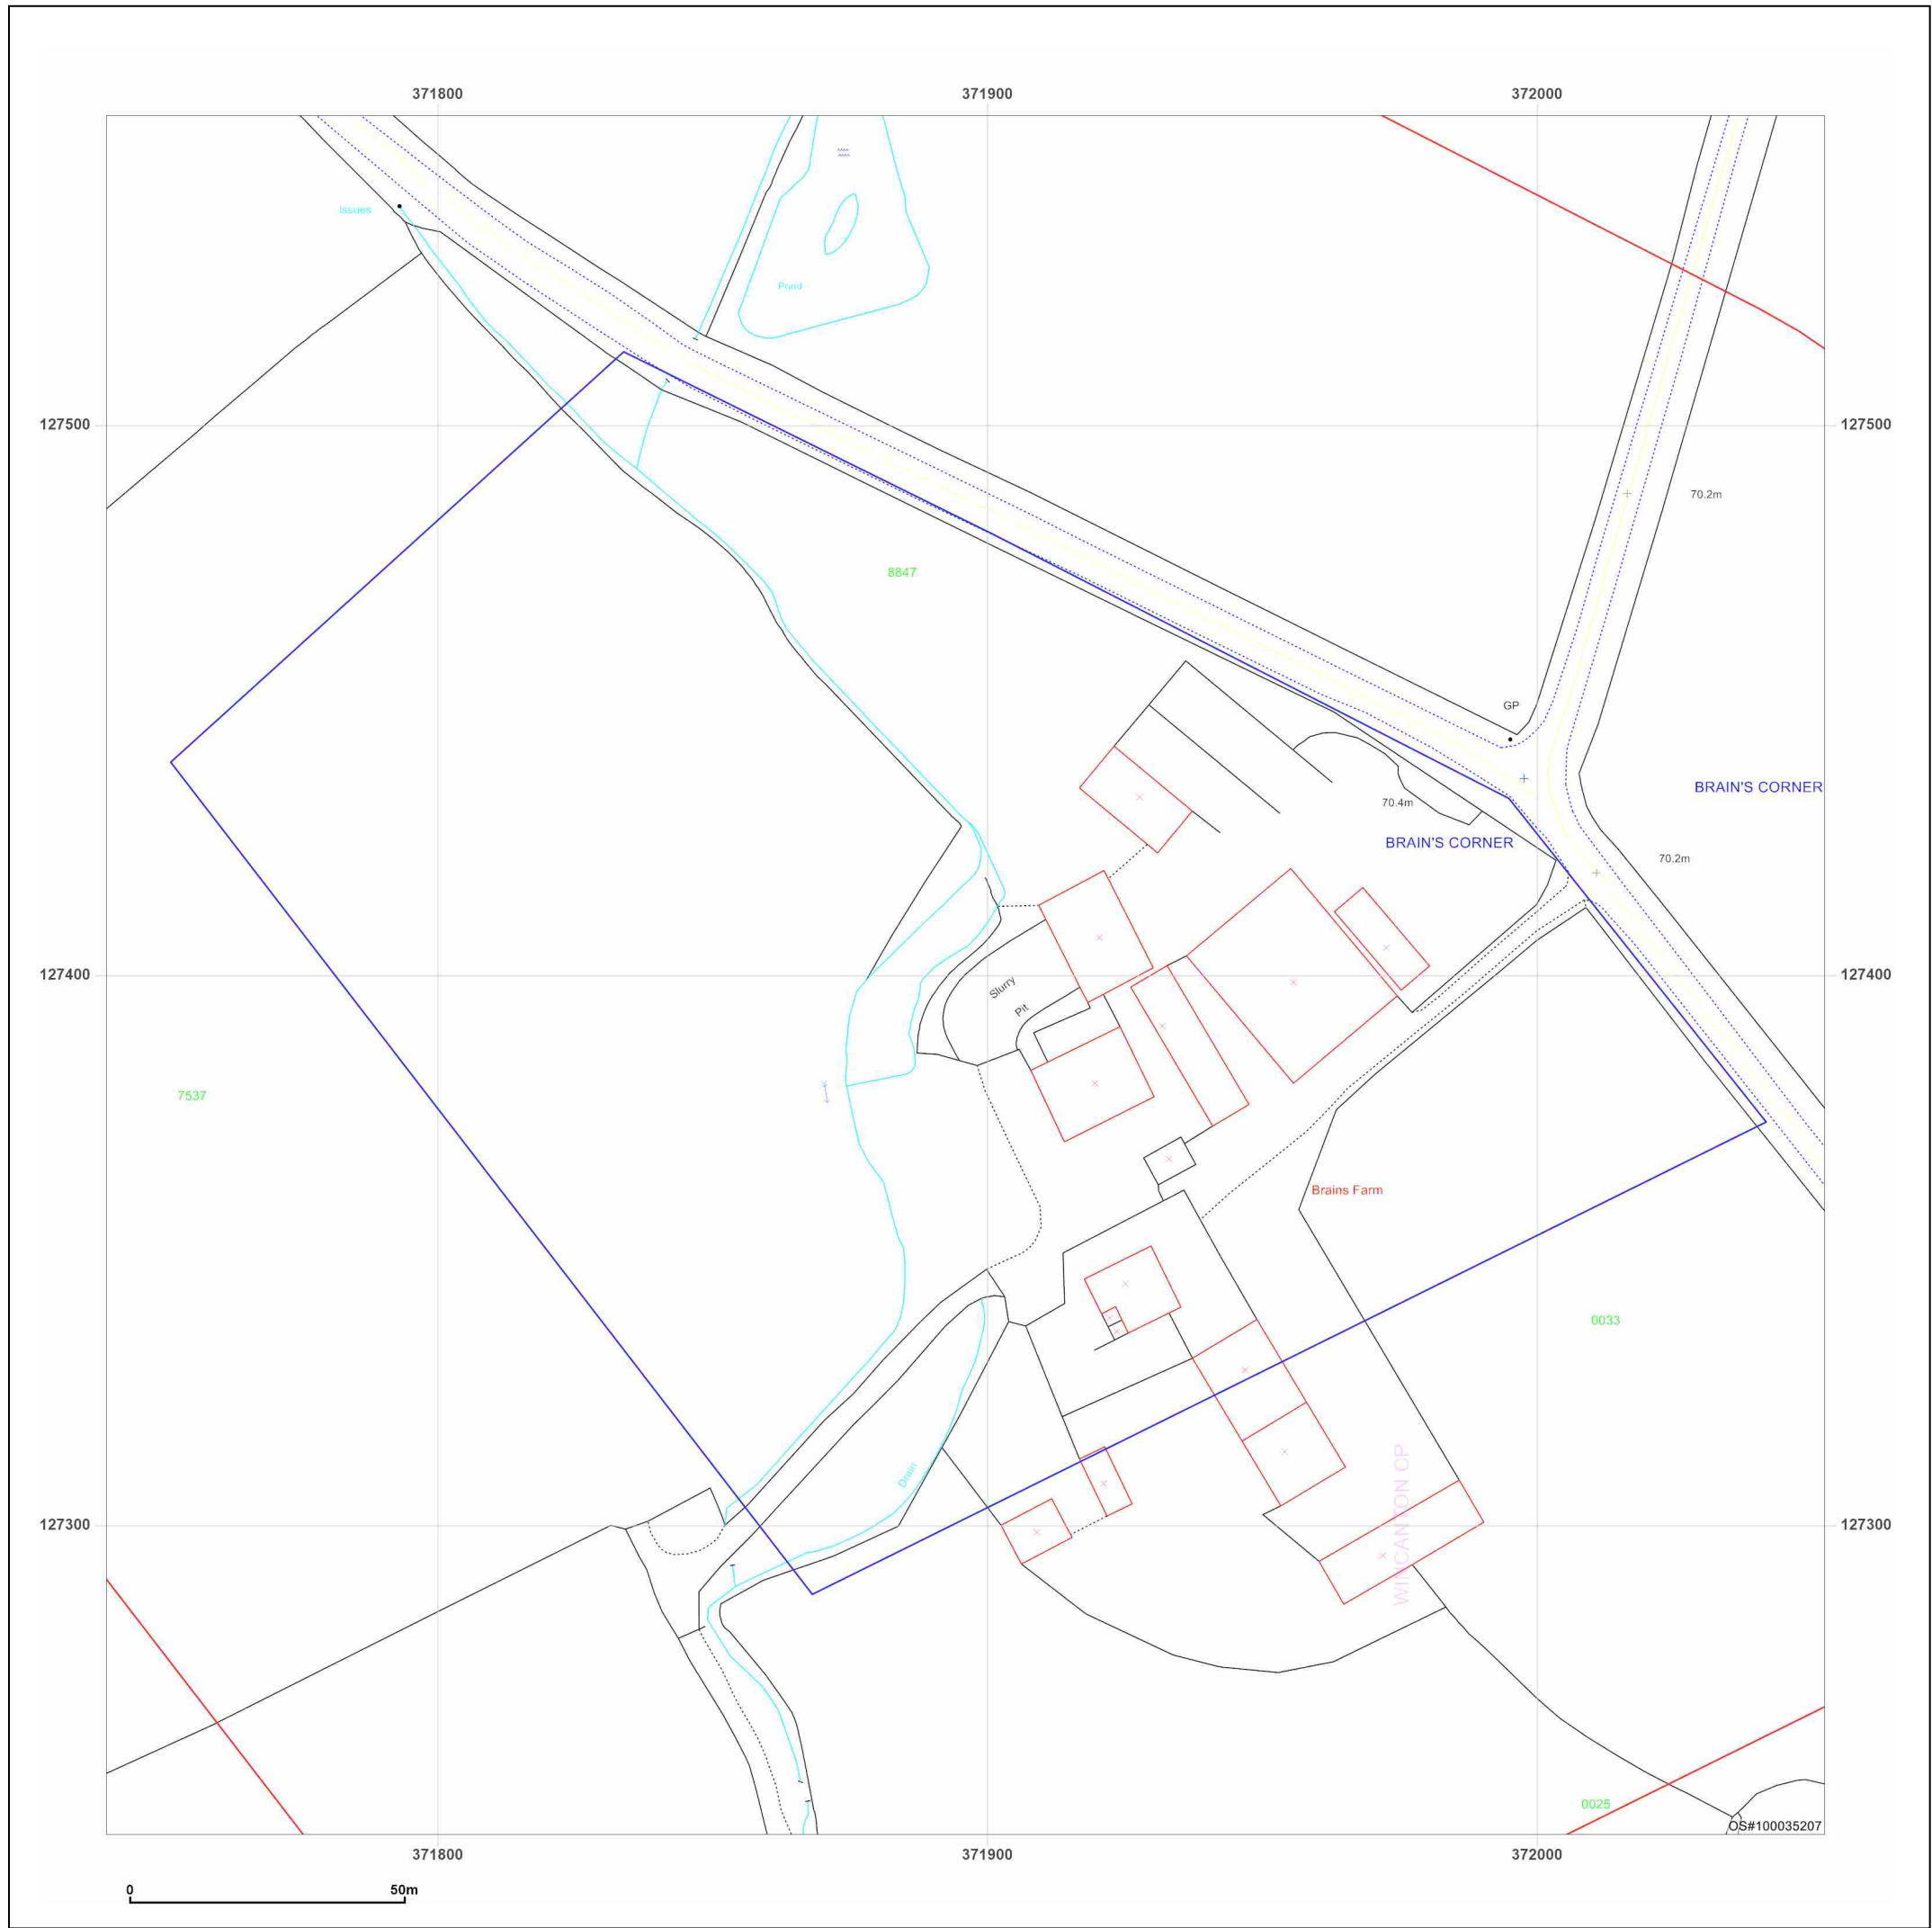 371800
371900
372000
Issues
Pond
127500
127500
70.2m
8847
GP
BRAIN'S CORNER
70.4m
BRAIN'S CORNER
70.2m
127400
127400
Slurry
Pit
7537
Brains Farm
0033
Drain
WINCANTON CP
127300
127300
0025
OS#100035207
371800
371900
372000
0
50m